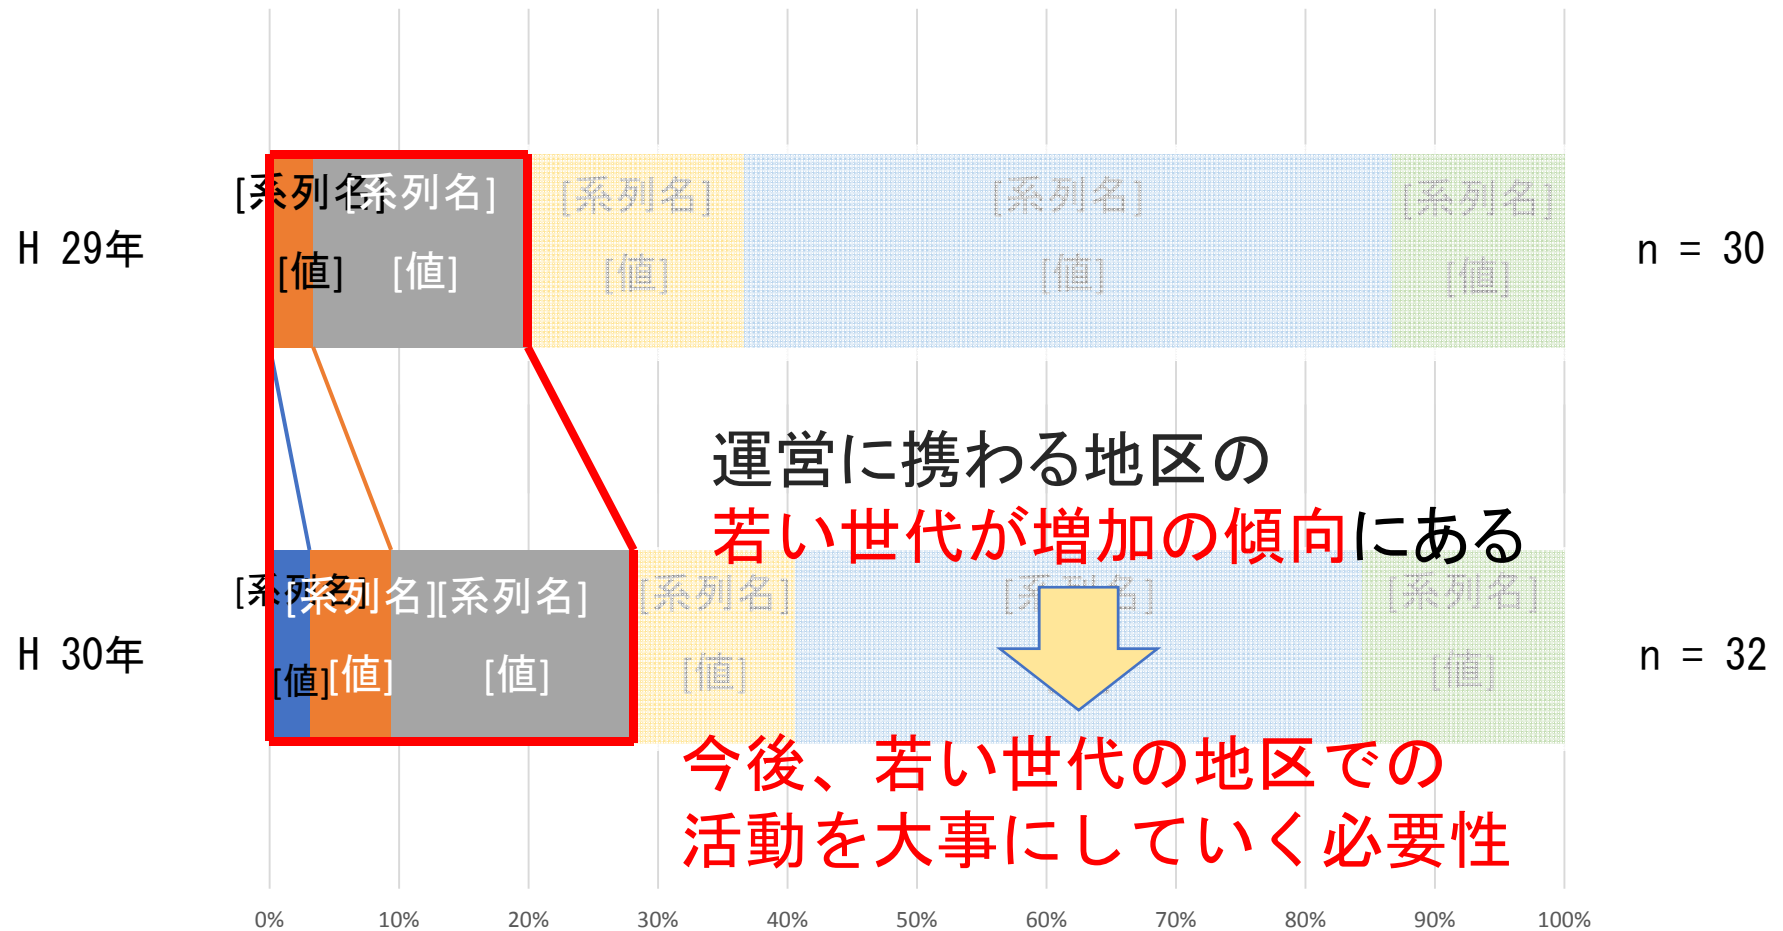 [系列名] [系列名] [系列名] [系列名] [系列名]
H 29年
n = 30
[値] [値] [値] [値] [値]
運営に携わる地区の
若い世代が増加の傾向にある
[系列名] [系列名] [系列名] [系列名] [系列名] [系列名]
H 30年
n = 32
[値] [値] [値] [値] [値]
今後、若い世代の地区での
活動を大事にしていく必要性
0% 10% 20% 30% 40% 50% 60% 70% 80% 90% 100%